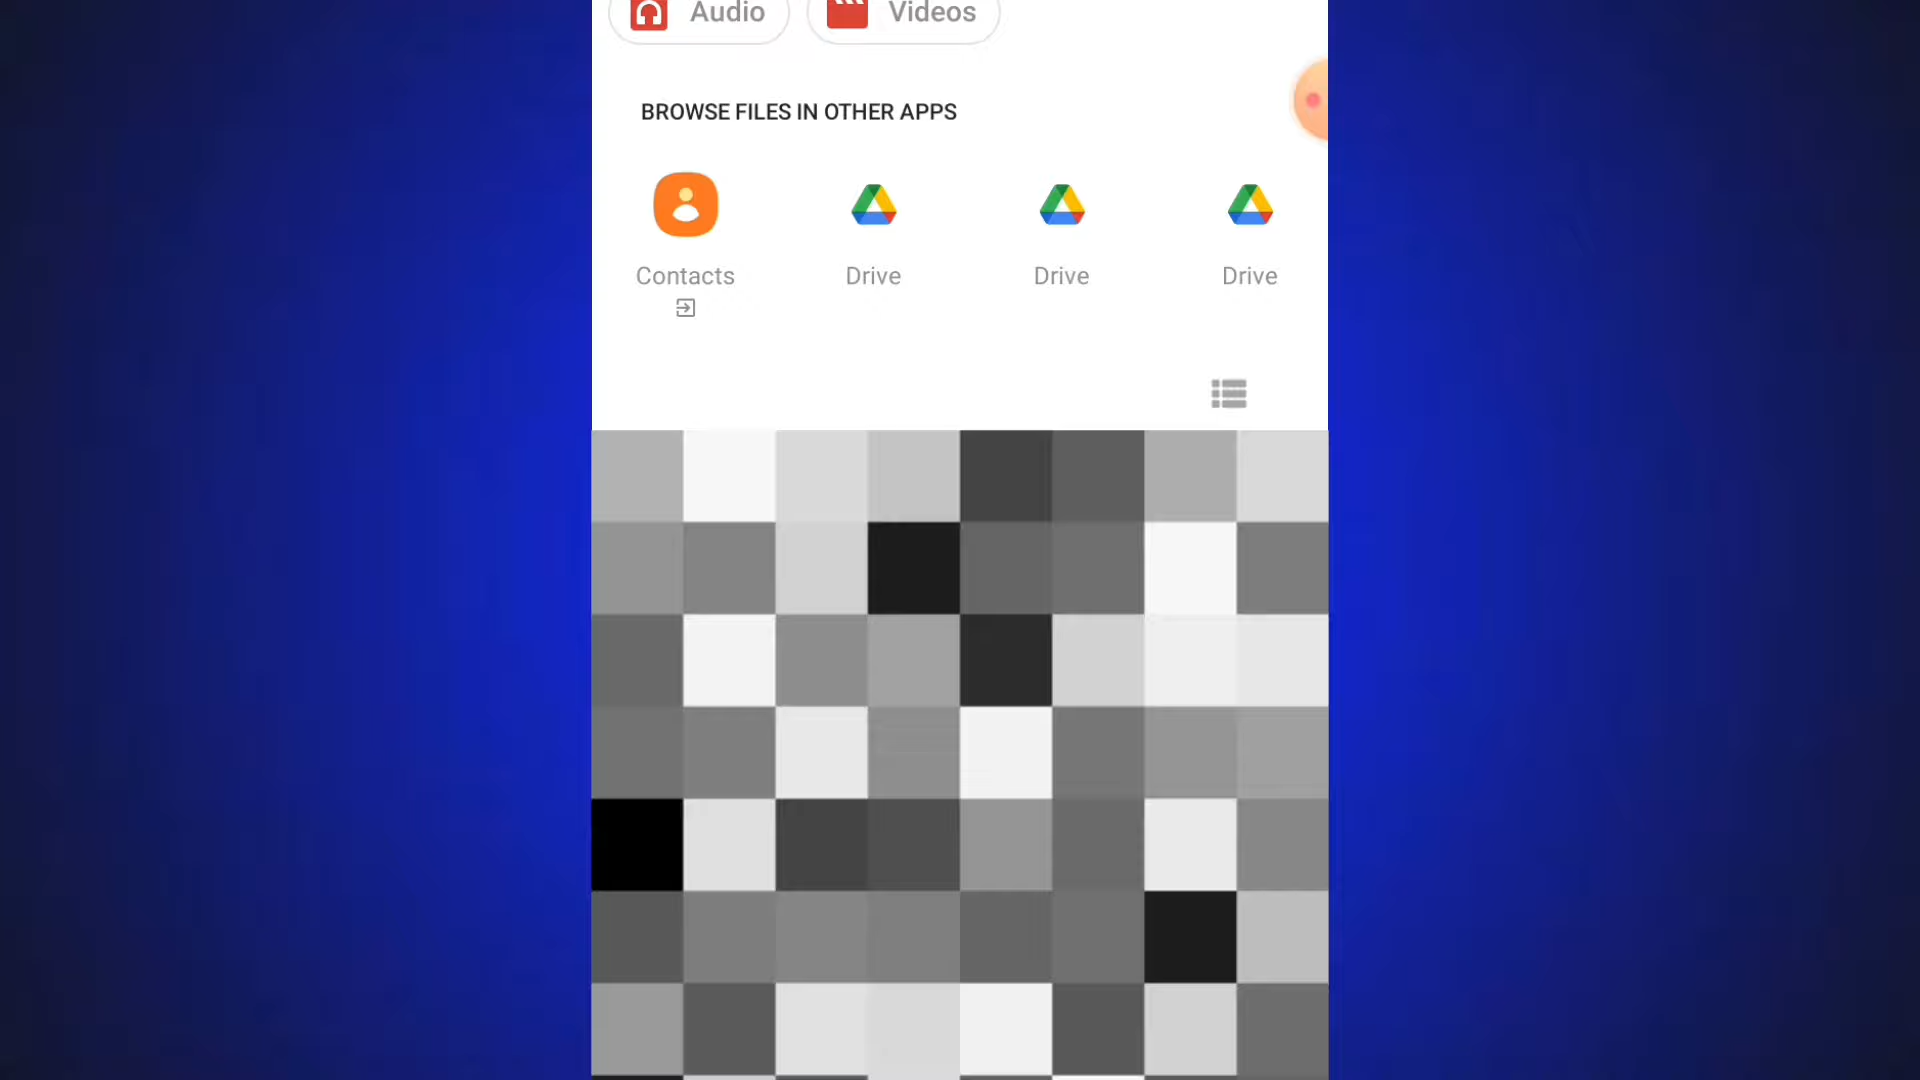 Audio Videos
BROWSE FILES IN OTHER APPS
Contacts Drive Drive Drive